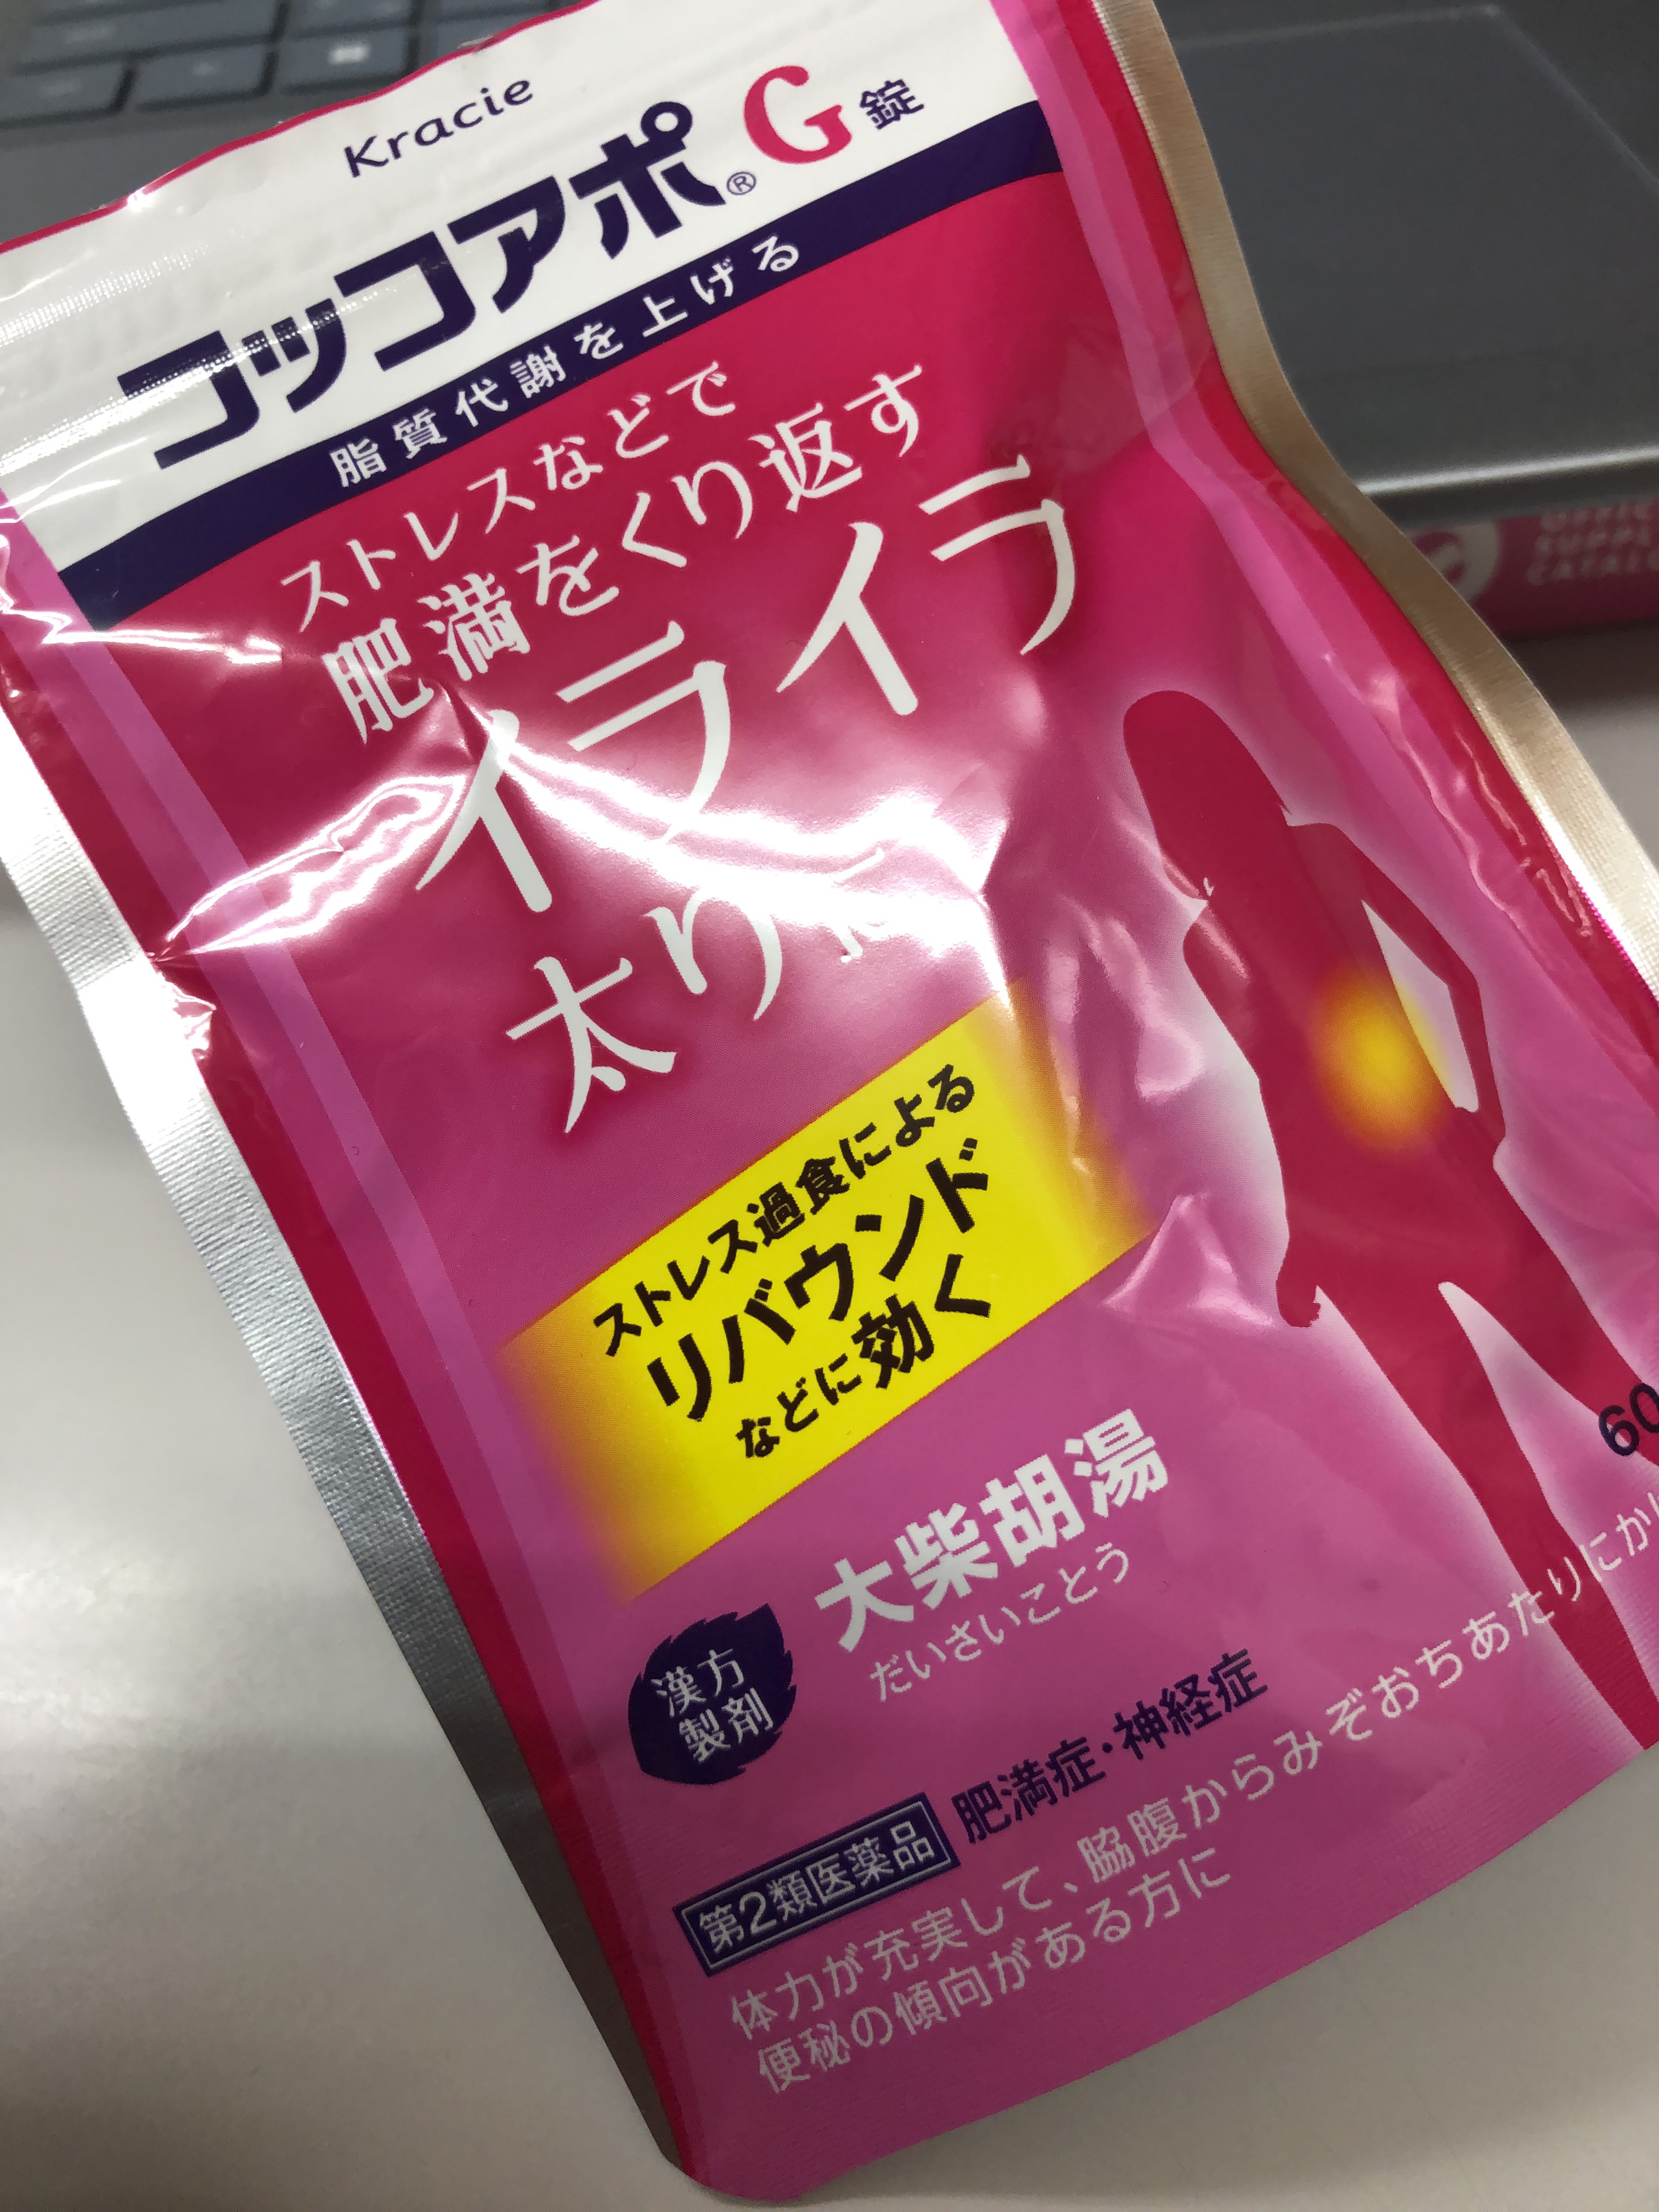 Kracie
コッコアポ® G 錠
脂質代謝を上げる
ストレスなどで
肥満をくり返す
イライラ
太りに
ストレス過食による
リバウンド
などに効く
大柴胡湯
だいさいことう
漢方
製剤
60
第2類医薬品 肥満症・神経症
体力が充実して、脇腹からみぞおちあたりにか
便秘の傾向がある方に
SUPPL
CATALO